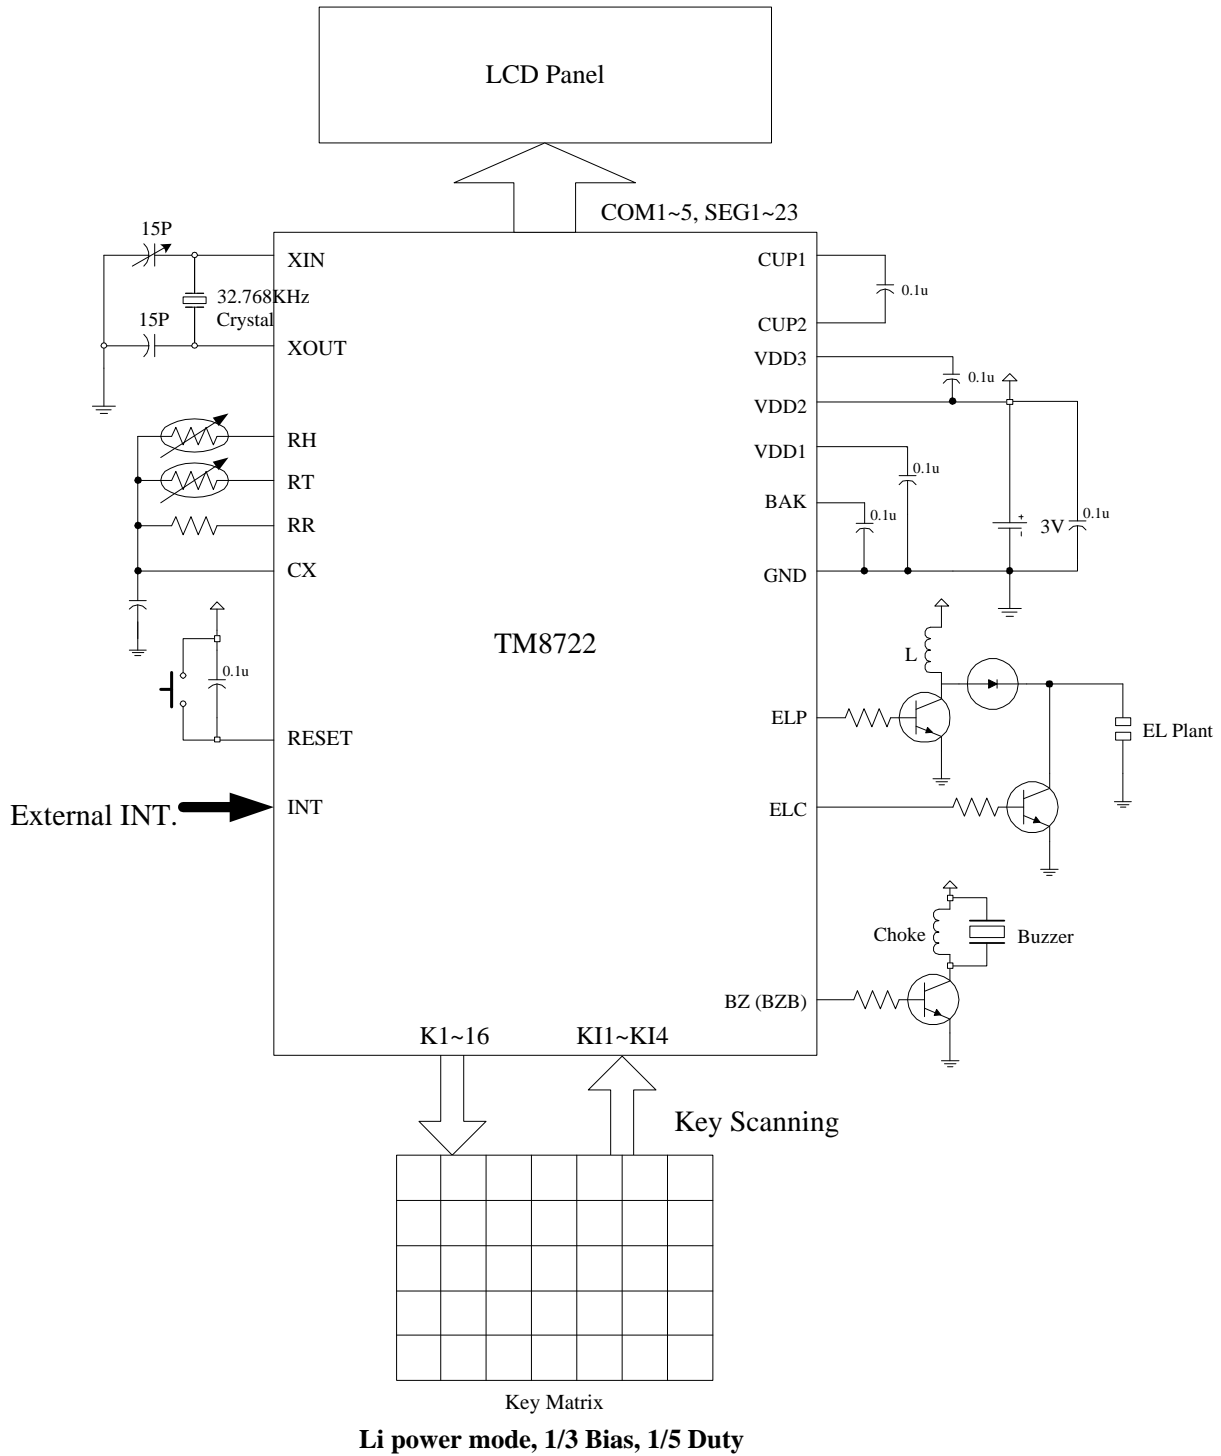 LCD Panel
COM1~5, SEG1~23
15P
XIN
32.768KHz
Crystal
15P
XOUT
RH
RT
RR
CX
0.1u
RESET
External INT.
INT
TM8722
CUP1
0.1u
CUP2
VDD3
0.1u
VDD2
VDD1
0.1u
BAK
0.1u
+
-
3V
0.1u
GND
L
ELP
EL Plant
ELC
Choke
Buzzer
BZ (BZB)
K1~16
KI1~KI4
Key Scanning
Key Matrix
Li power mode, 1/3 Bias, 1/5 Duty